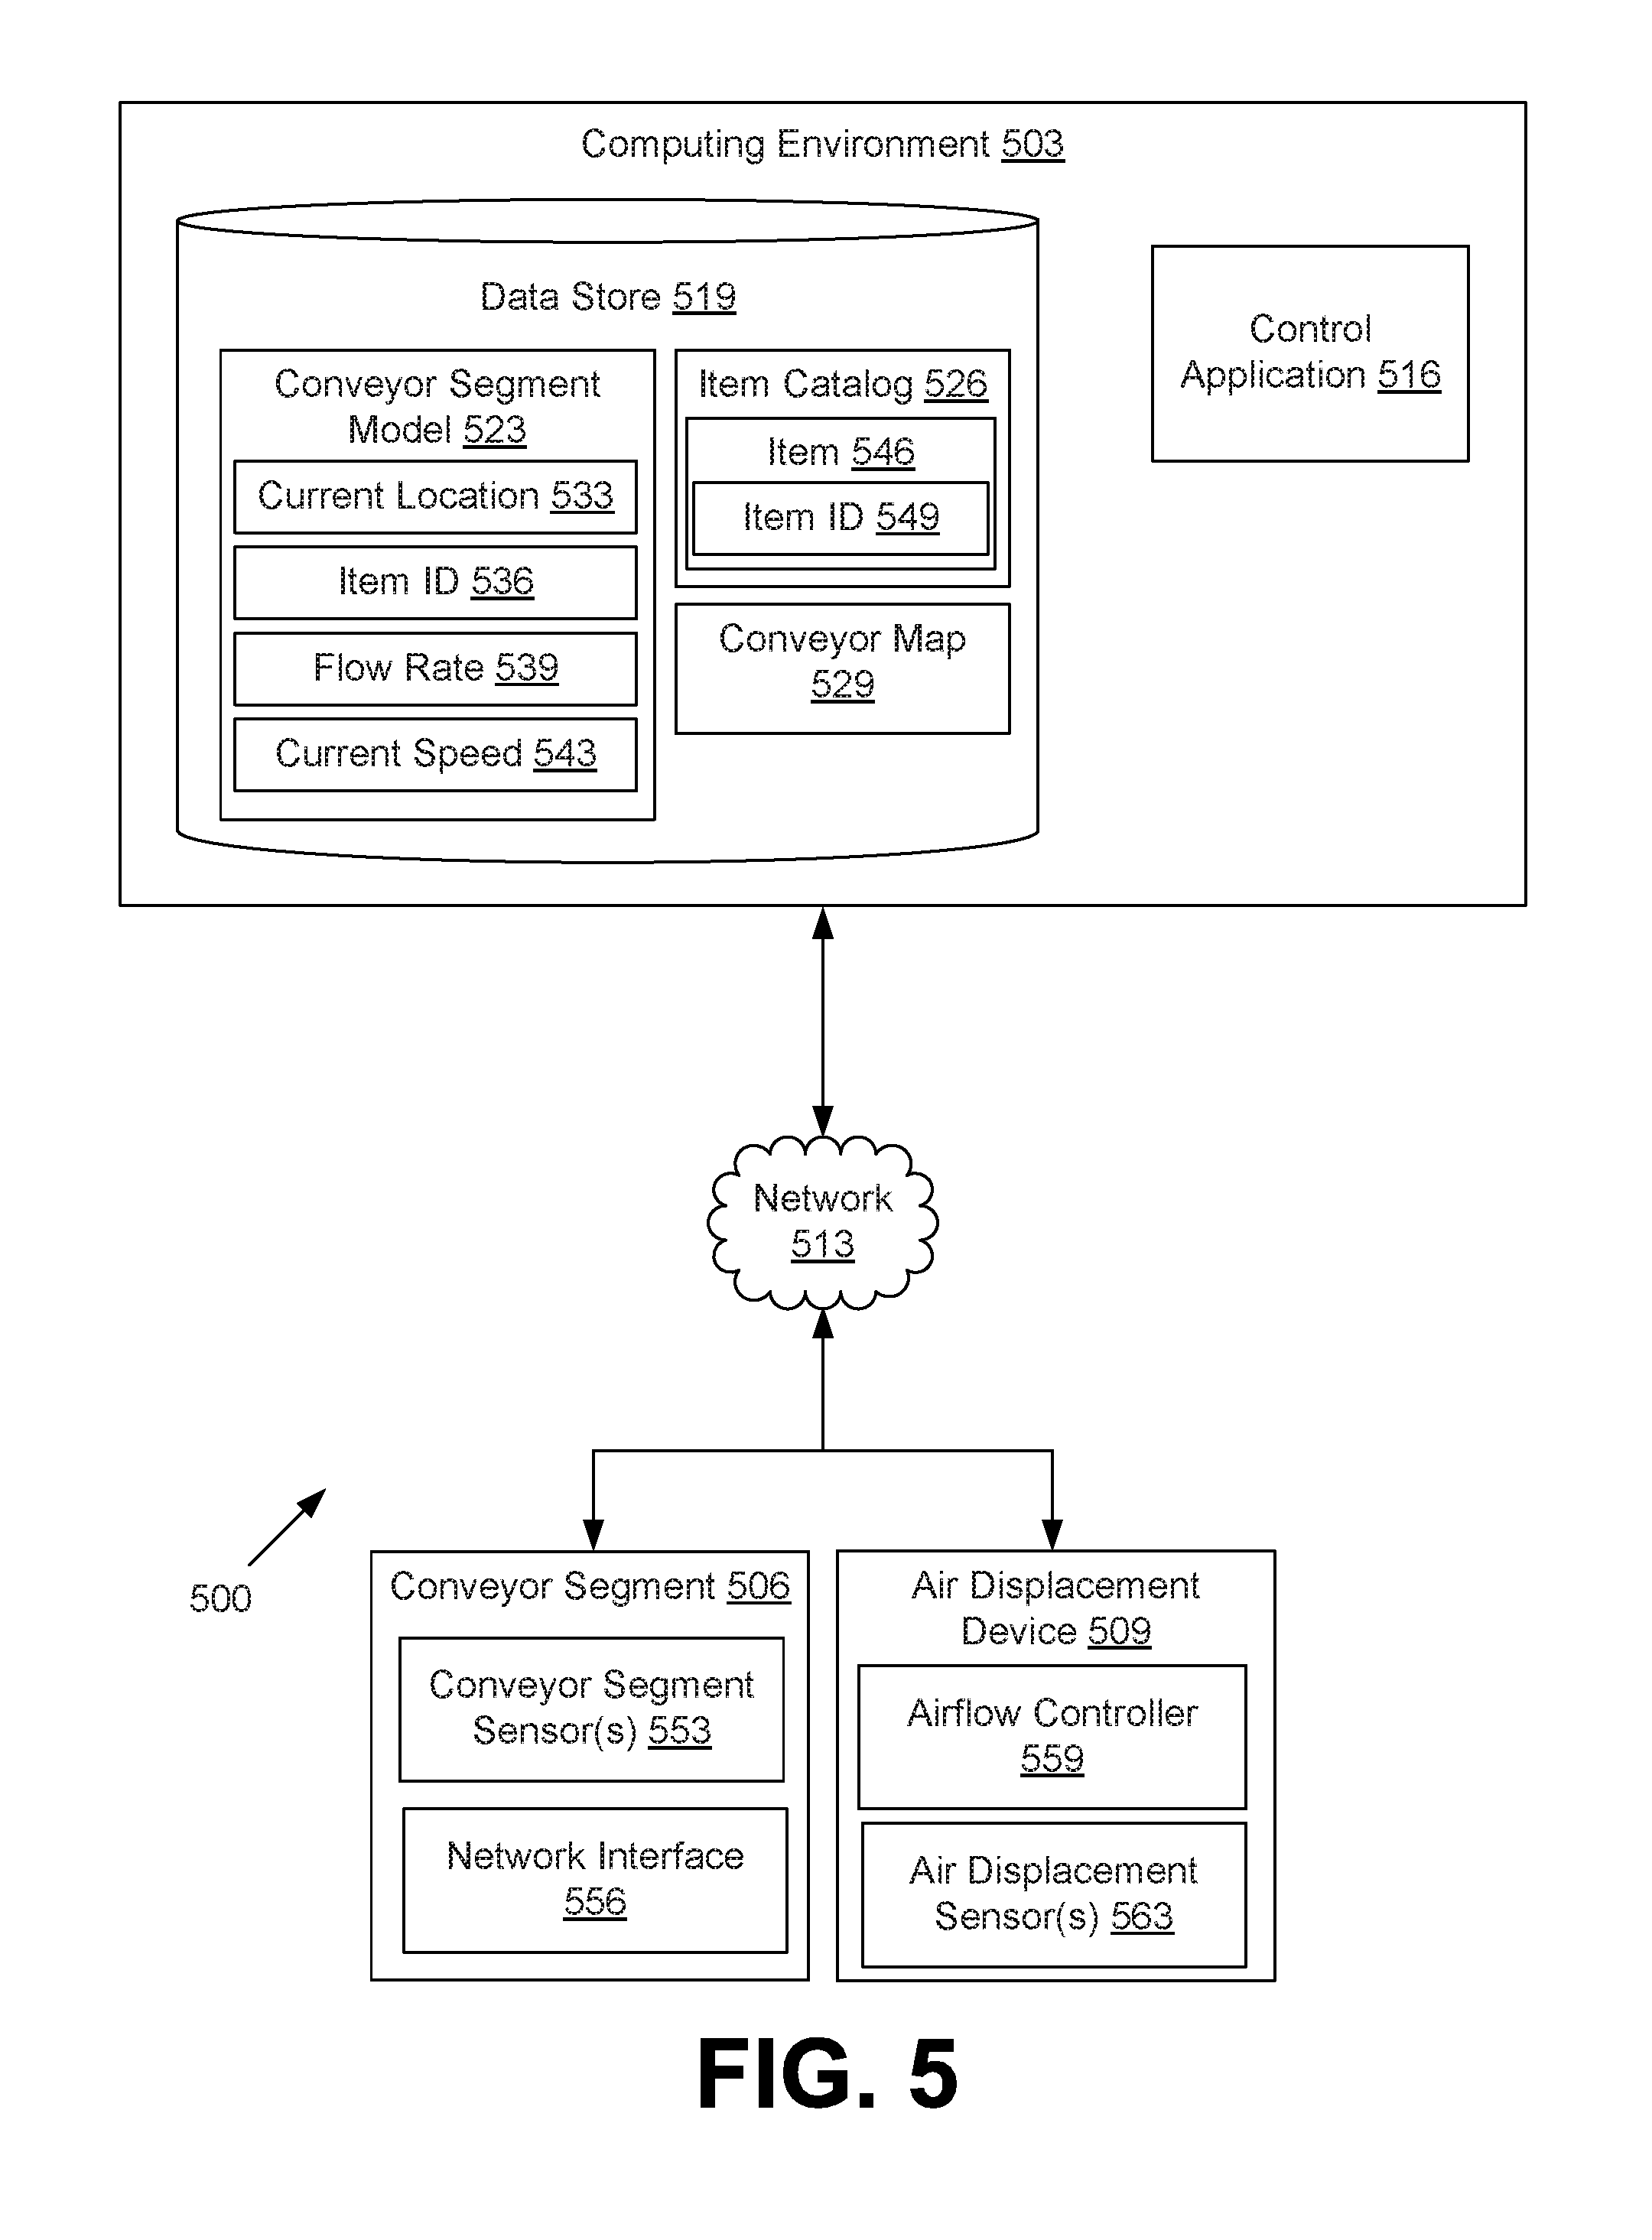 Computing Environment 503
Data Store 519
Conveyor Segment
Model 523
Current Location 533
Item ID 536
Flow Rate 539
Current Speed 543
Item Catalog 526
Item 546
Item ID 549
Conveyor Map
529
Control
Application 516
Network
513
500
Conveyor Segment 506
Conveyor Segment
Sensor(s) 553
Network Interface
556
Air Displacement
Device 509
Airflow Controller
559
Air Displacement
Sensor(s) 563
FIG. 5